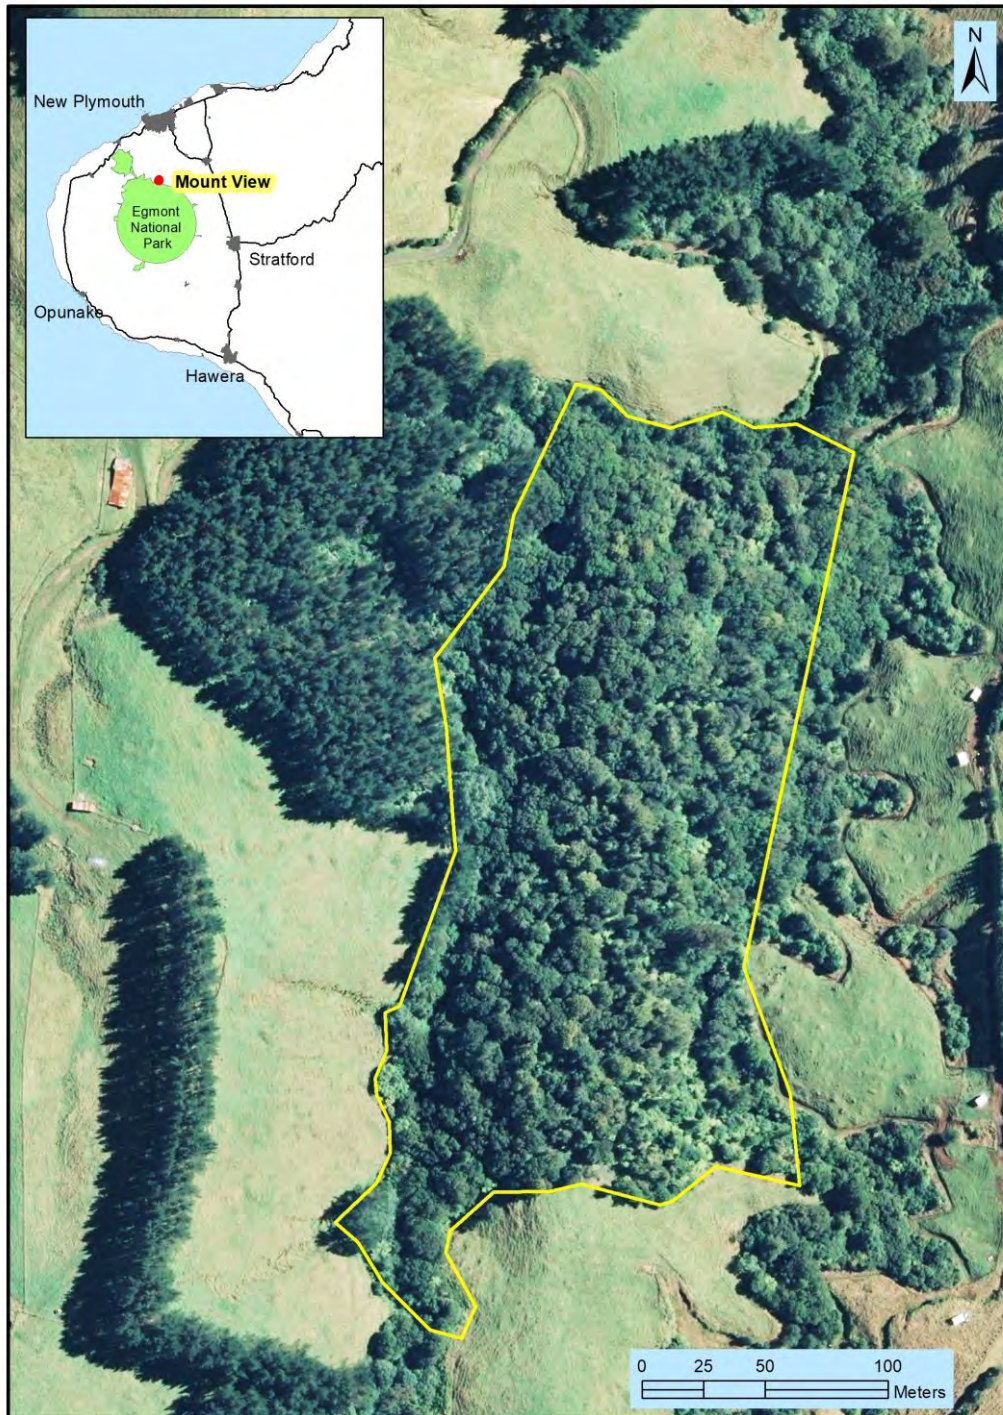 N
New Plymouth
Mount View
Egmont
National
Park
Stratford
Opunake
Hawera
0 25 50 100
Meters